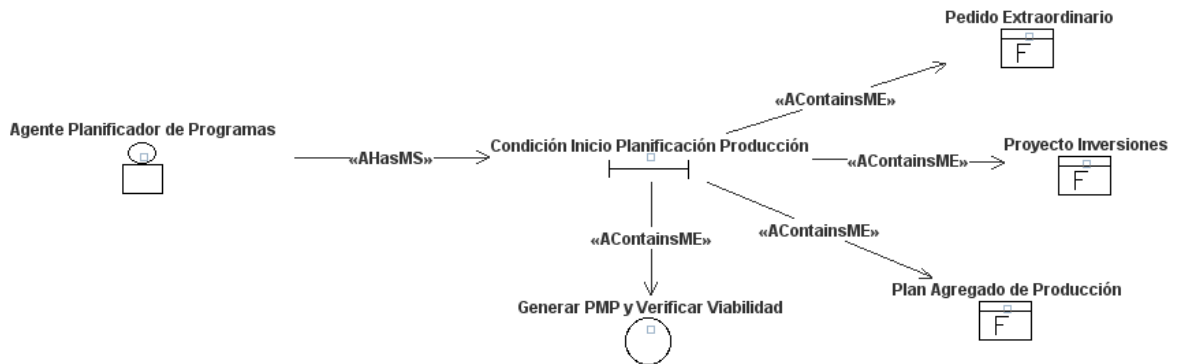 Pedido Extraordinario
F
«AContainsME»
Agente Planificador de Programas
«AHasMS»
Condición Inicio Planificación Producción
«AContainsME»
Proyecto Inversiones
F
«AContainsME»
«AContainsME»
Plan Agregado de Producción
F
Generar PMP y Verificar Viabilidad